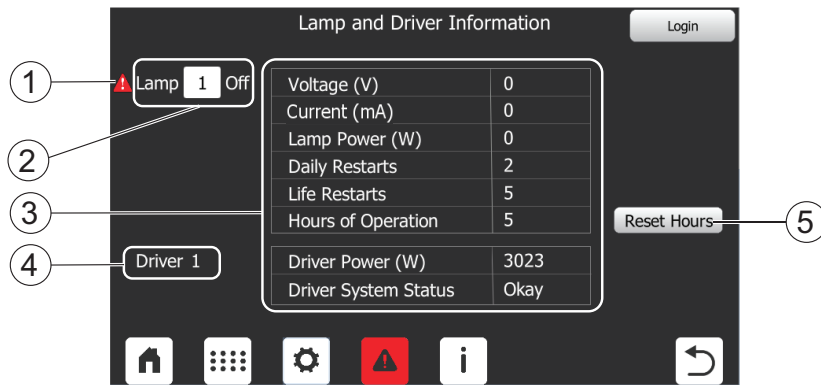 Lamp and Driver Information
Login
1
Lamp 1 Off
2
3
4
5
Voltage (V) 0
Current (mA) 0
Lamp Power (W) 0
Daily Restarts 2
Life Restarts 5
Hours of Operation 5
Reset Hours
Driver 1
Driver Power (W) 3023
Driver System Status Okay
i